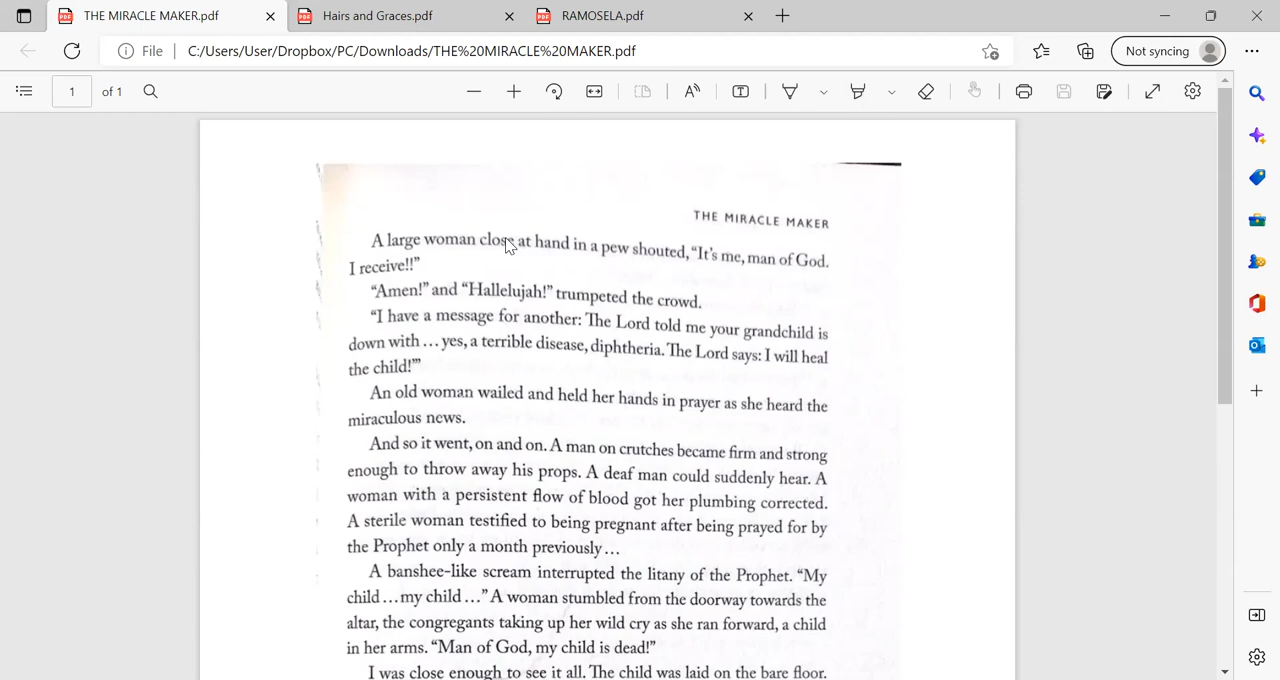 THE MIRACLE MAKER.pdf
Hairs and Graces.pdf
RAMOSELA.pdf
File
C:/Users/User/Dropbox/PC/Downloads/THE%20MIRACLE%20MAKER.pdf
Not syncing
1
of 1
THE MIRACLE MAKER
A large woman close at hand in a pew shouted, “It’s me, man of God.
I receive!!”
“Amen!” and “Hallelujah!” trumpeted the crowd.
“I have a message for another: The Lord told me your grandchild is
down with ... yes, a terrible disease, diphtheria. The Lord says: I will heal
the child!’”
An old woman wailed and held her hands in prayer as she heard the
miraculous news.
And so it went, on and on. A man on crutches became firm and strong
enough to throw away his props. A deaf man could suddenly hear. A
woman with a persistent flow of blood got her plumbing corrected.
A sterile woman testified to being pregnant after being prayed for by
the Prophet only a month previously ...
A banshee-like scream interrupted the litany of the Prophet. “My
child ... my child ...” A woman stumbled from the doorway towards the
altar, the congregants taking up her wild cry as she ran forward, a child
in her arms. “Man of God, my child is dead!”
I was close enough to see it all. The child was laid on the bare floor.